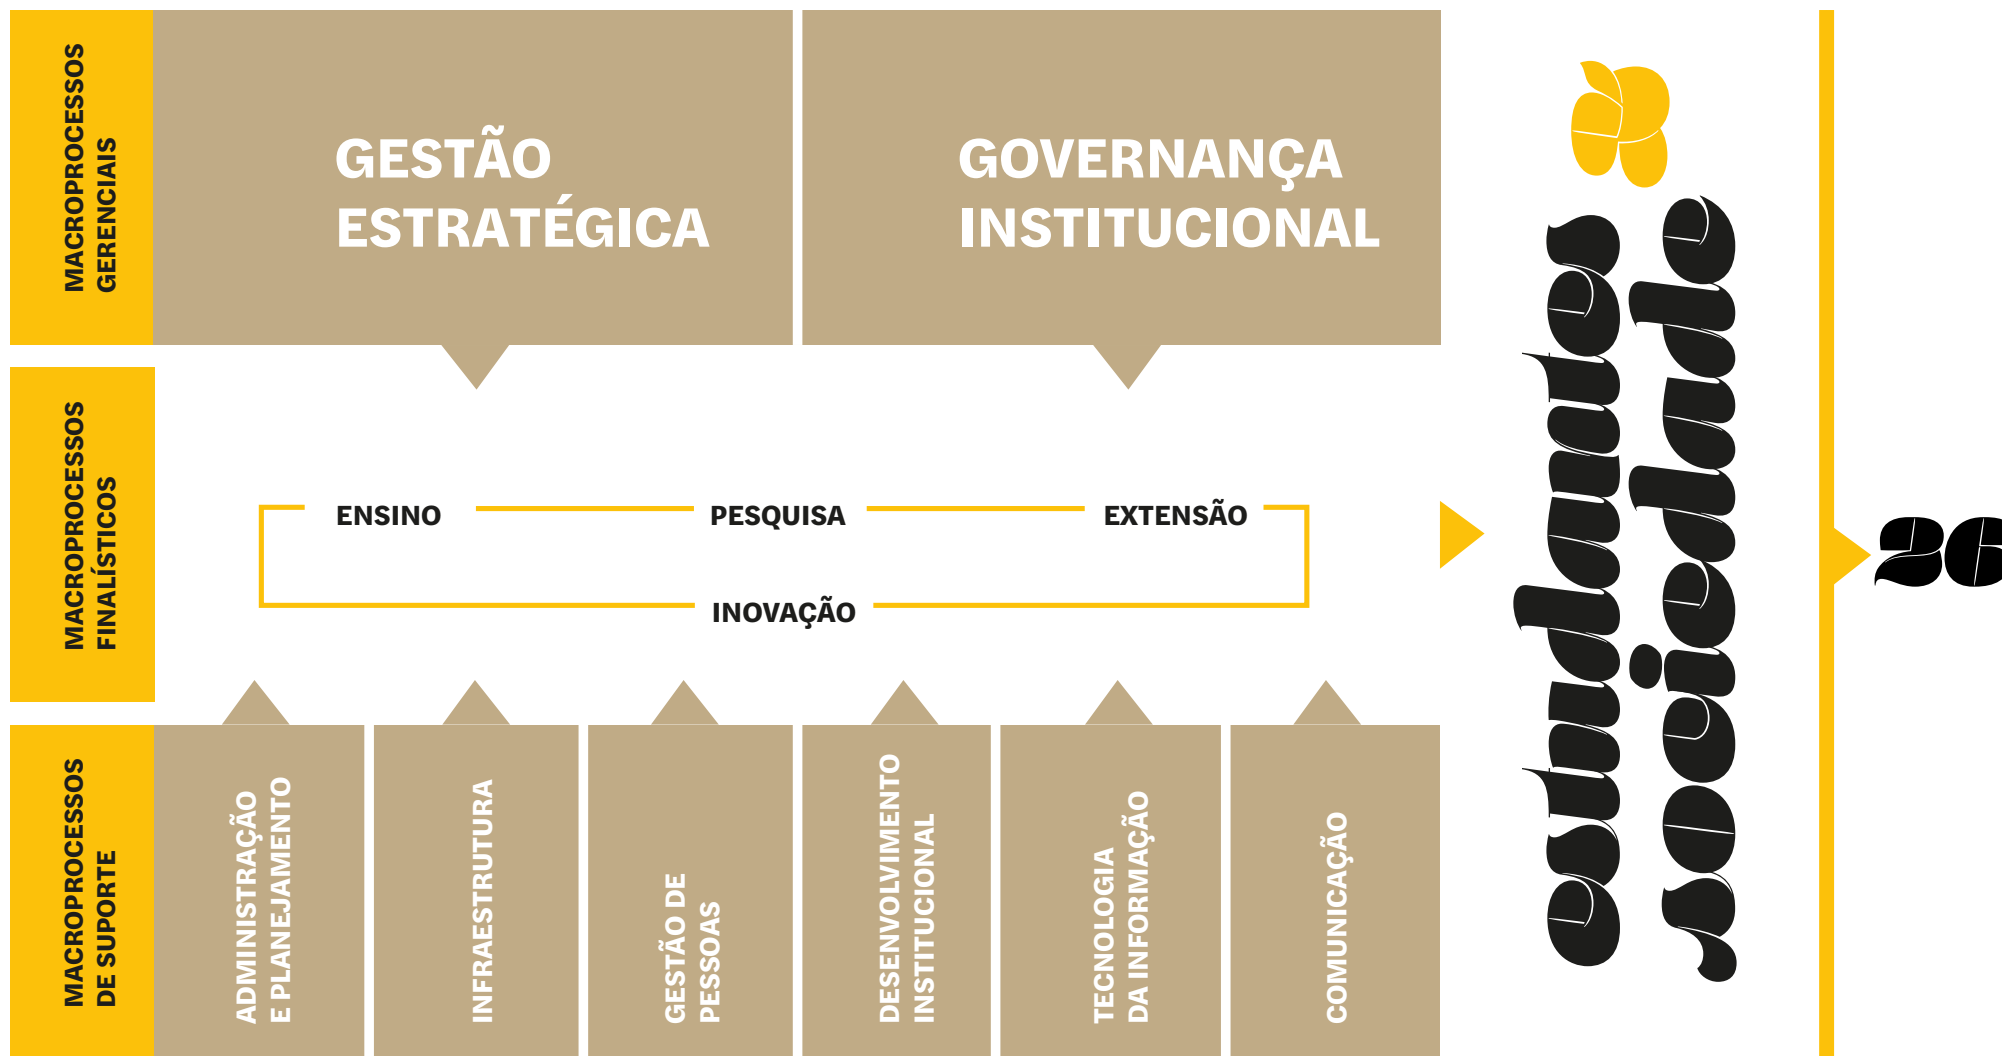 MACROPROCESSOS
GERENCIAIS
GESTÃO
ESTRATÉGICA
GOVERNANÇA
INSTITUCIONAL
MACROPROCESSOS
FINALÍSTICOS
ENSINO
PESQUISA
EXTENSÃO
INOVAÇÃO
MACROPROCESSOS
DE SUPORTE
ADMINISTRAÇÃO
E PLANEJAMENTO
INFRAESTRUTURA
GESTÃO DE
PESSOAS
DESENVOLVIMENTO
INSTITUCIONAL
TECNOLOGIA
DA INFORMAÇÃO
COMUNICAÇÃO
estudantes
sociedade
26